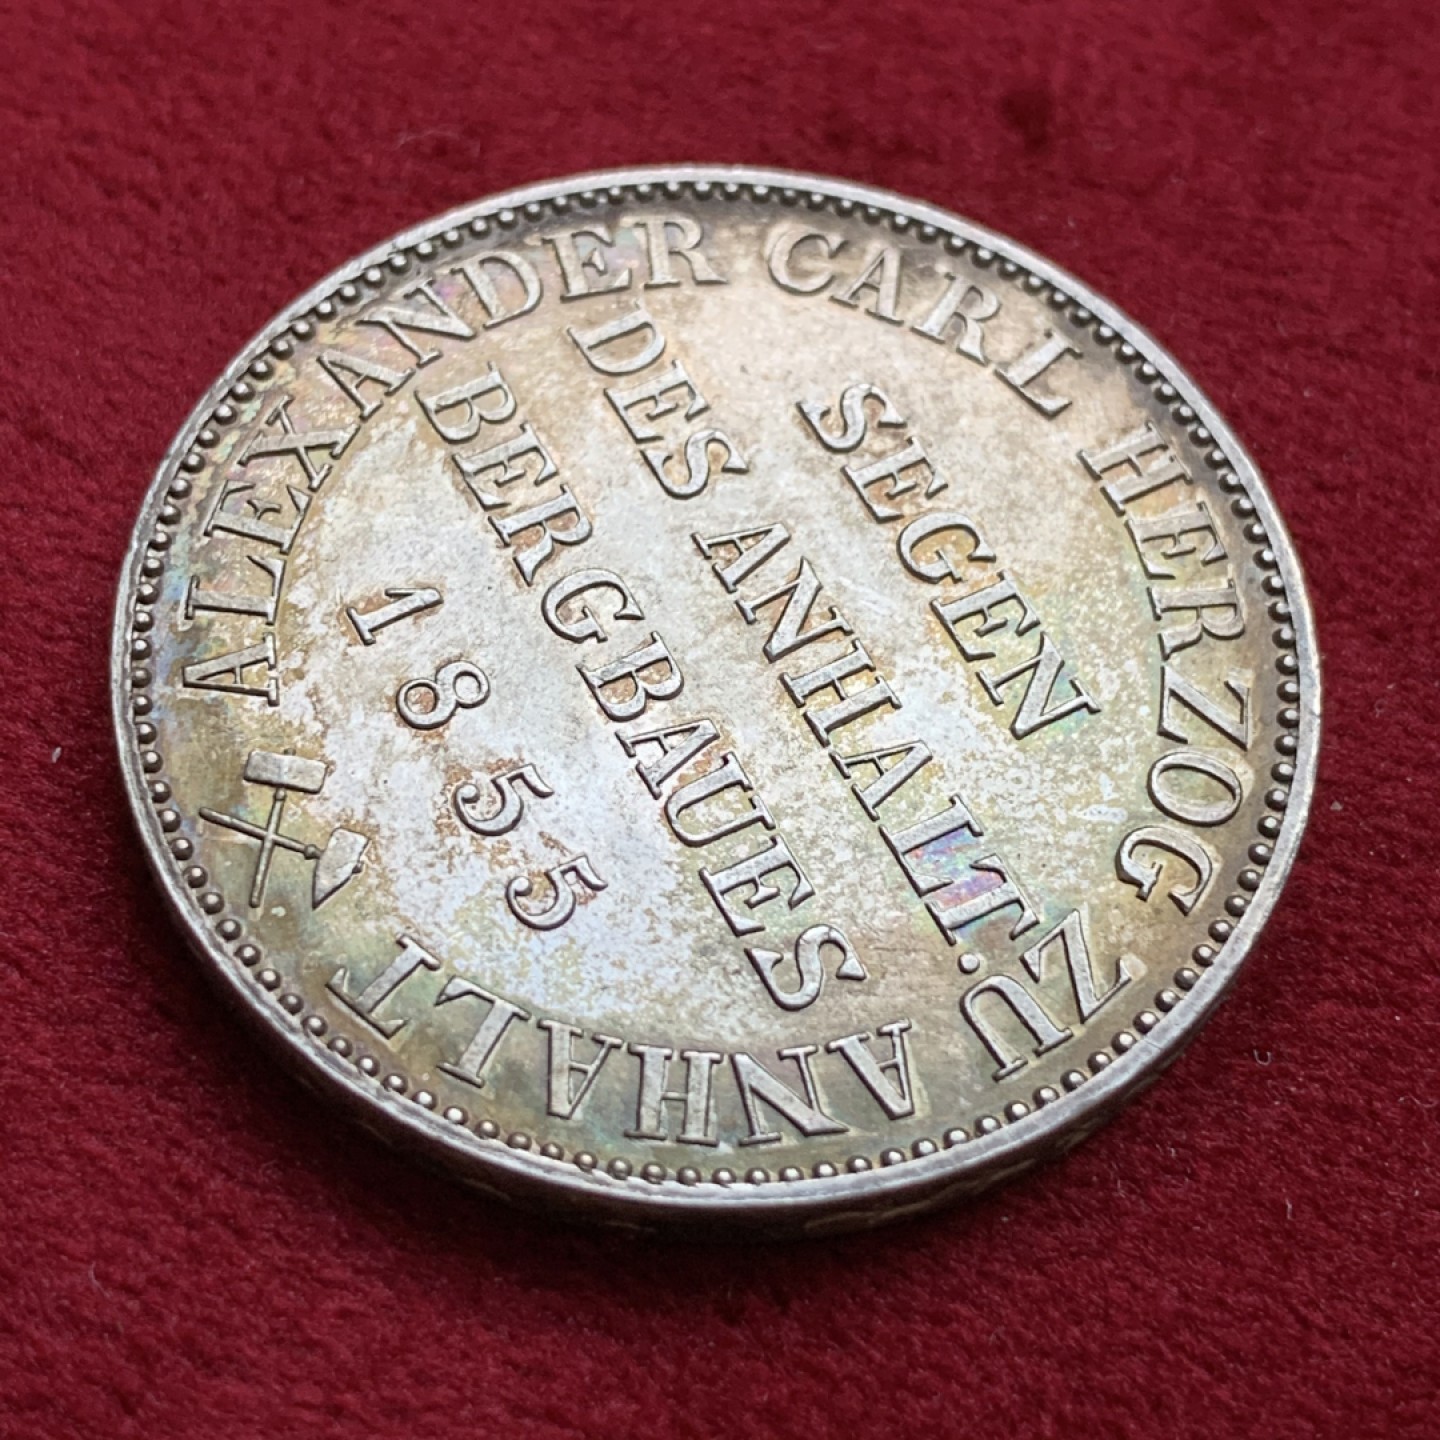 ALEXANDER CARL HERZOG ZU ANHALT
SEGEN
DES ANHALT.
BERGBAUES
1855